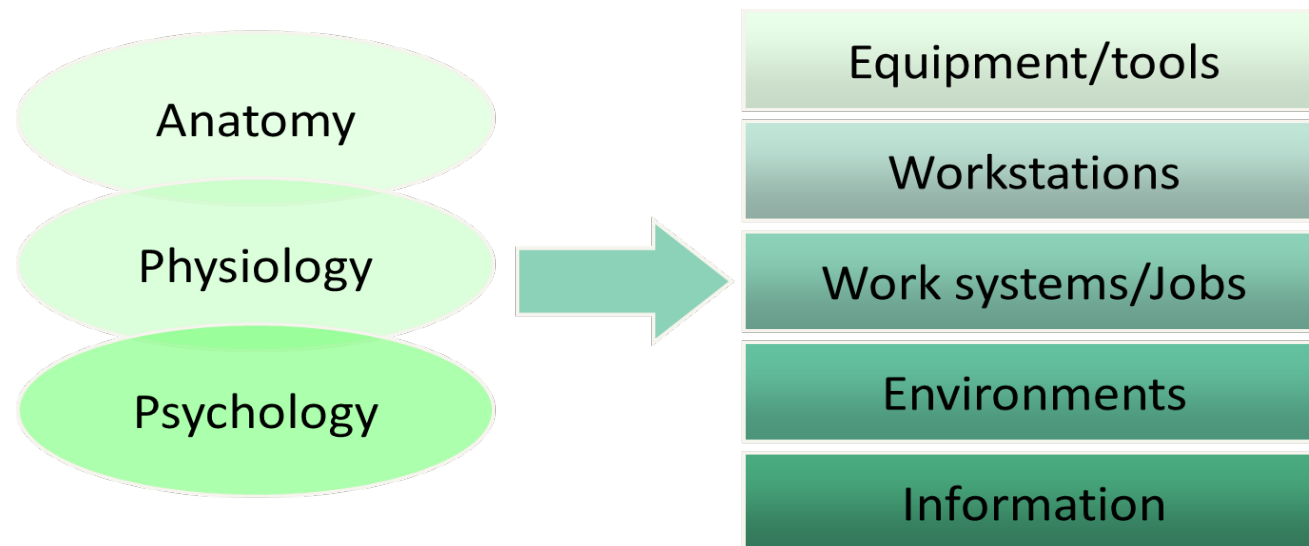 Anatomy
Physiology
Psychology
Equipment/tools
Workstations
Work systems/Jobs
Environments
Information